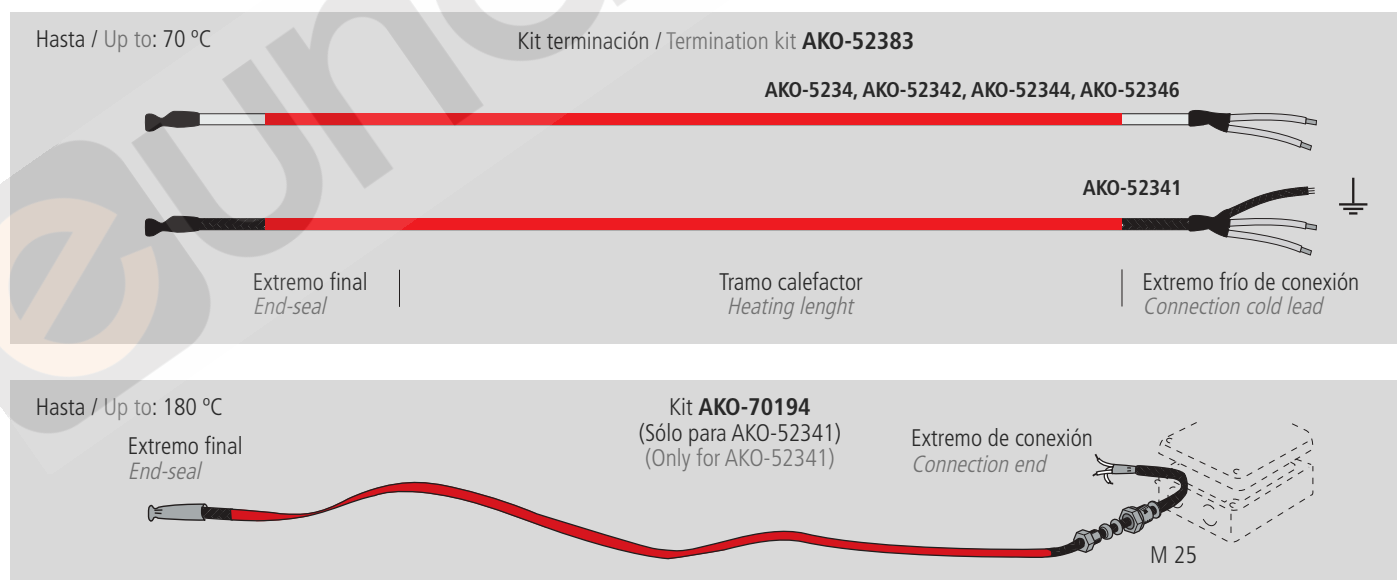 Hasta / Up to: 70 ºC
Kit terminación / Termination kit AKO-52383
AKO-5234, AKO-52342, AKO-52344, AKO-52346
AKO-52341
Extremo final
End-seal
Tramo calefactor
Heating lenght
Extremo frío de conexión
Connection cold lead
Hasta / Up to: 180 ºC
Kit AKO-70194
(Sólo para AKO-52341)
(Only for AKO-52341)
Extremo final
End-seal
Extremo de conexión
Connection end
M 25